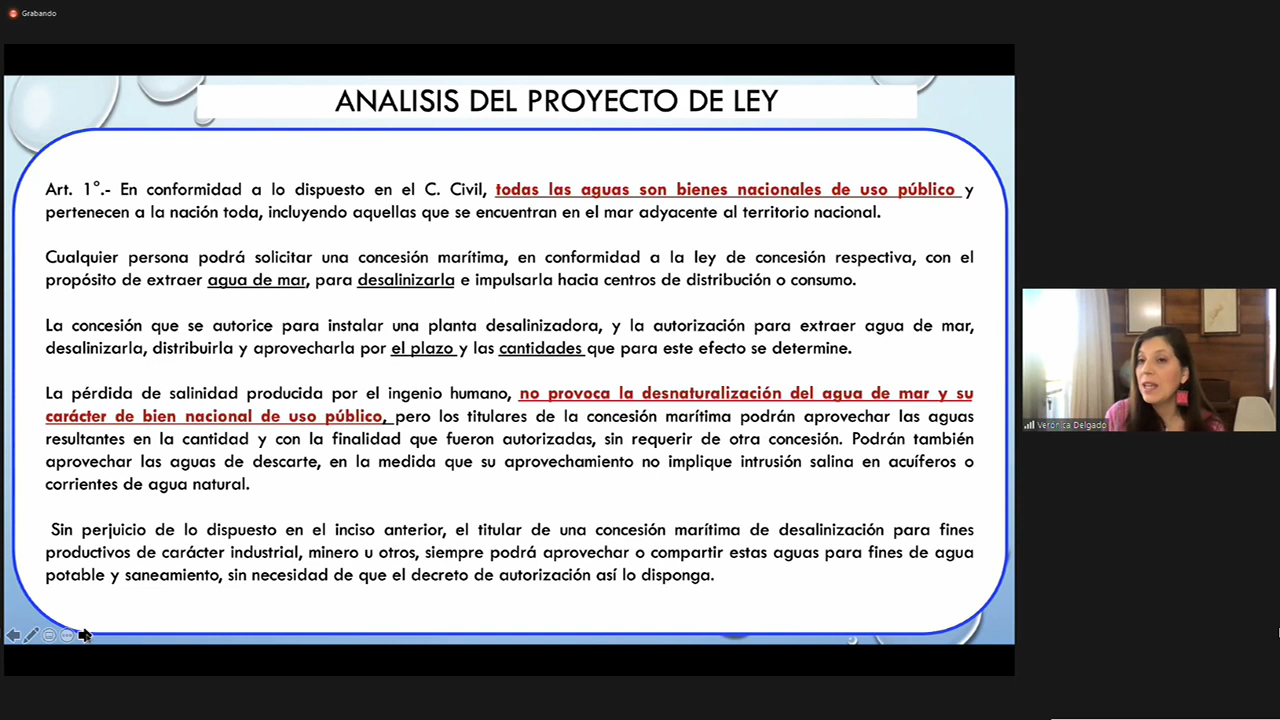 Grabando
ANALISIS DEL PROYECTO DE LEY
Art. 1°.- En conformidad a lo dispuesto en el C. Civil, todas las aguas son bienes nacionales de uso público y
pertenecen a la nación toda, incluyendo aquellas que se encuentran en el mar adyacente al territorio nacional.
Cualquier persona podrá solicitar una concesión marítima, en conformidad a la ley de concesión respectiva, con el
propósito de extraer agua de mar, para desalinizarla e impulsarla hacia centros de distribución o consumo.
La concesión que se autorice para instalar una planta desalinizadora, y la autorización para extraer agua de mar,
desalinizarla, distribuirla y aprovecharla por el plazo y las cantidades que para este efecto se determine.
La pérdida de salinidad producida por el ingenio humano, no provoca la desnaturalización del agua de mar y su
carácter de bien nacional de uso público, pero los titulares de la concesión marítima podrán aprovechar las aguas
resultantes en la cantidad y con la finalidad que fueron autorizadas, sin requerir de otra concesión. Podrán también
aprovechar las aguas de descarte, en la medida que su aprovechamiento no implique intrusión salina en acuíferos o
corrientes de agua natural.
Sin perjuicio de lo dispuesto en el inciso anterior, el titular de una concesión marítima de desalinización para fines
productivos de carácter industrial, minero u otros, siempre podrá aprovechar o compartir estas aguas para fines de agua
potable y saneamiento, sin necesidad de que el decreto de autorización así lo disponga.
Verónica Delgado